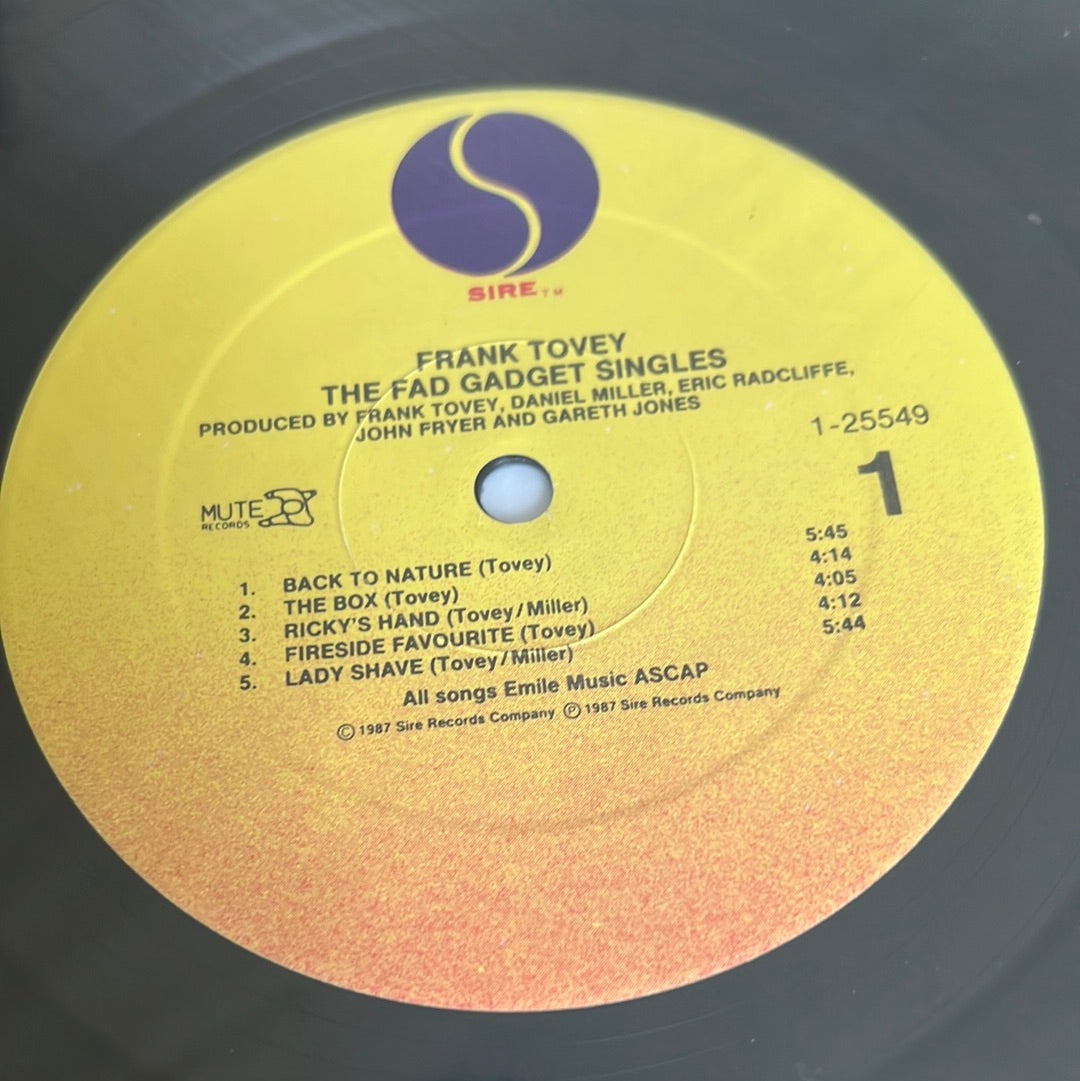 SIRE TM
FRANK TOVEY
THE FAD GADGET SINGLES
PRODUCED BY FRANK TOVEY, DANIEL MILLER, ERIC RADCLIFFE,
JOHN FRYER AND GARETH JONES
1-25549
1
MUTE
RECORDS
1. BACK TO NATURE (Tovey) 5:45
2. THE BOX (Tovey) 4:14
3. RICKY'S HAND (Tovey/Miller) 4:05
4. FIRESIDE FAVOURITE (Tovey) 4:12
5. LADY SHAVE (Tovey/Miller) 5:44
All songs Emile Music ASCAP
© 1987 Sire Records Company ℗ 1987 Sire Records Company